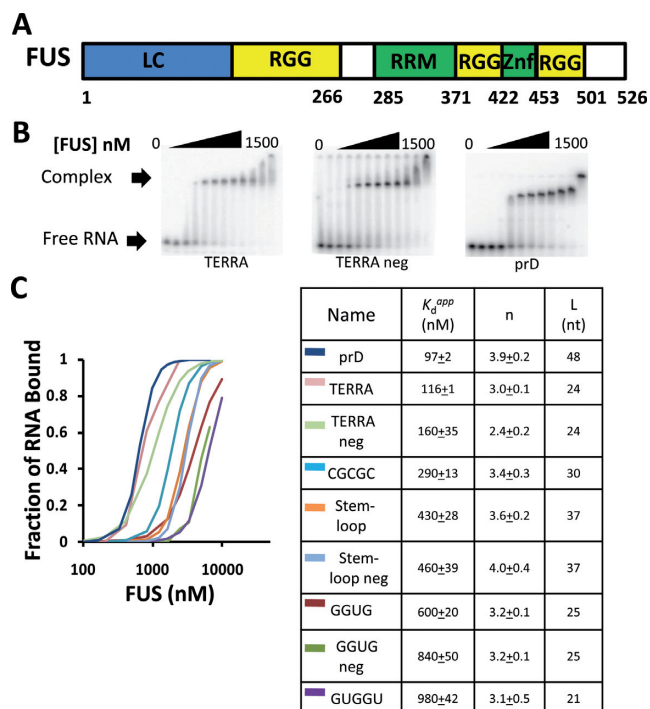 A
FUS
LC
RGG
RRM
RGG
Znf
RGG
1
266
285
371
422
453
501
526
B
[FUS] nM
0
1500
0
1500
0
1500
Complex
Free RNA
TERRA
TERRA neg
prD
C
Fraction of RNA Bound
1
0.8
0.6
0.4
0.2
0
100
1000
10000
FUS (nM)
Name
K_d^app
(nM)
n
L
(nt)
prD
97±2
3.9±0.2
48
TERRA
116±1
3.0±0.1
24
TERRA
neg
160±35
2.4±0.2
24
CGCGC
290±13
3.4±0.3
30
Stem-
loop
430±28
3.6±0.2
37
Stem-
loop neg
460±39
4.0±0.4
37
GGUG
600±20
3.2±0.1
25
GGUG
neg
840±50
3.2±0.1
25
GUGGU
980±42
3.1±0.5
21